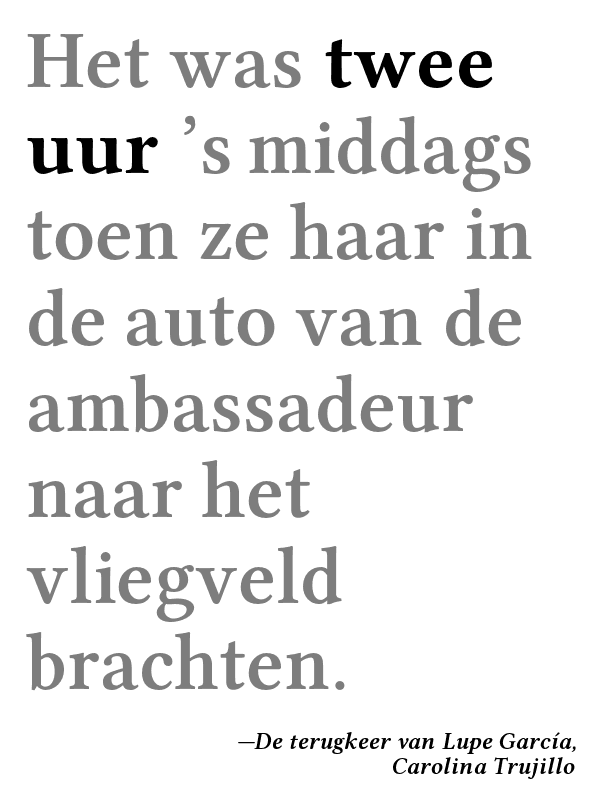 Het was twee
uur ’s middags
toen ze haar in
de auto van de
ambassadeur
naar het
vliegveld
brachten.
—De terugkeer van Lupe García,
Carolina Trujillo